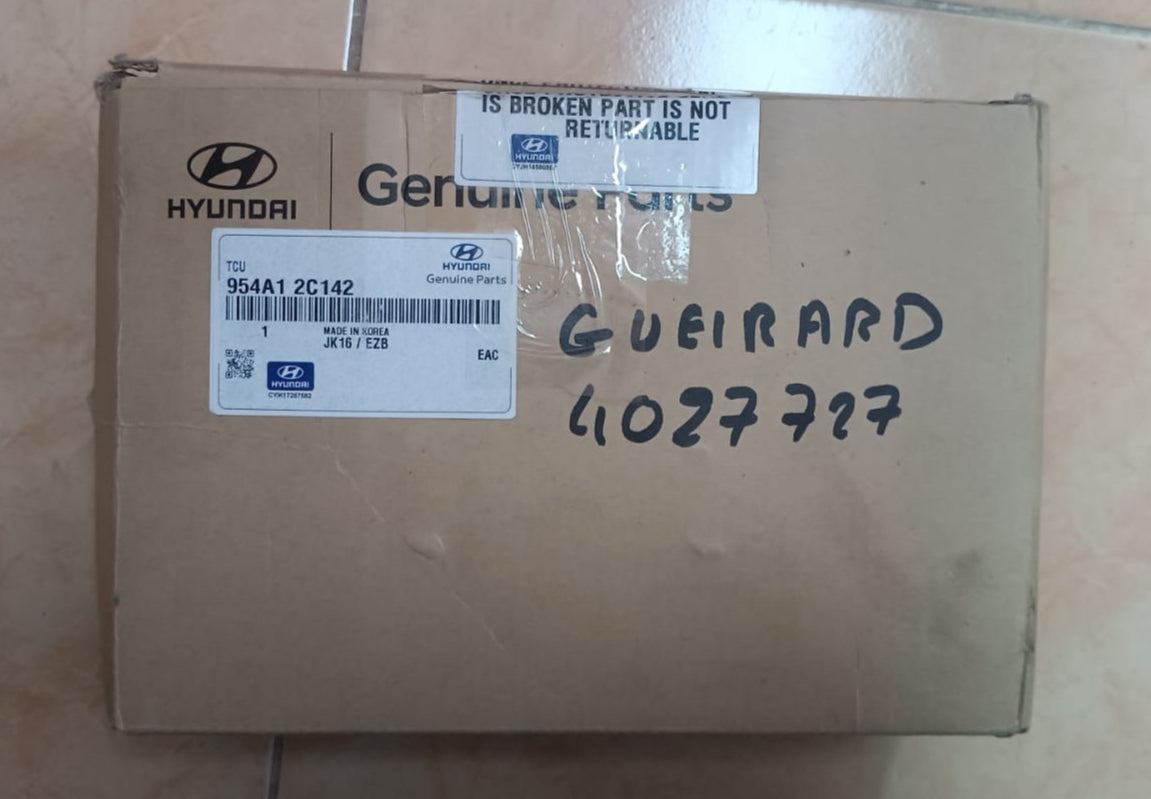 IS BROKEN PART IS NOT
RETURNABLE
HYUNDAI
HYUNDAI
Genuine Parts
TCU
HYUNDAI
954A1 2C142
Genuine Parts
1
MADE IN KOREA
JK16 / EZB
EAC
HYUNDAI
GUEIRARD
4027727